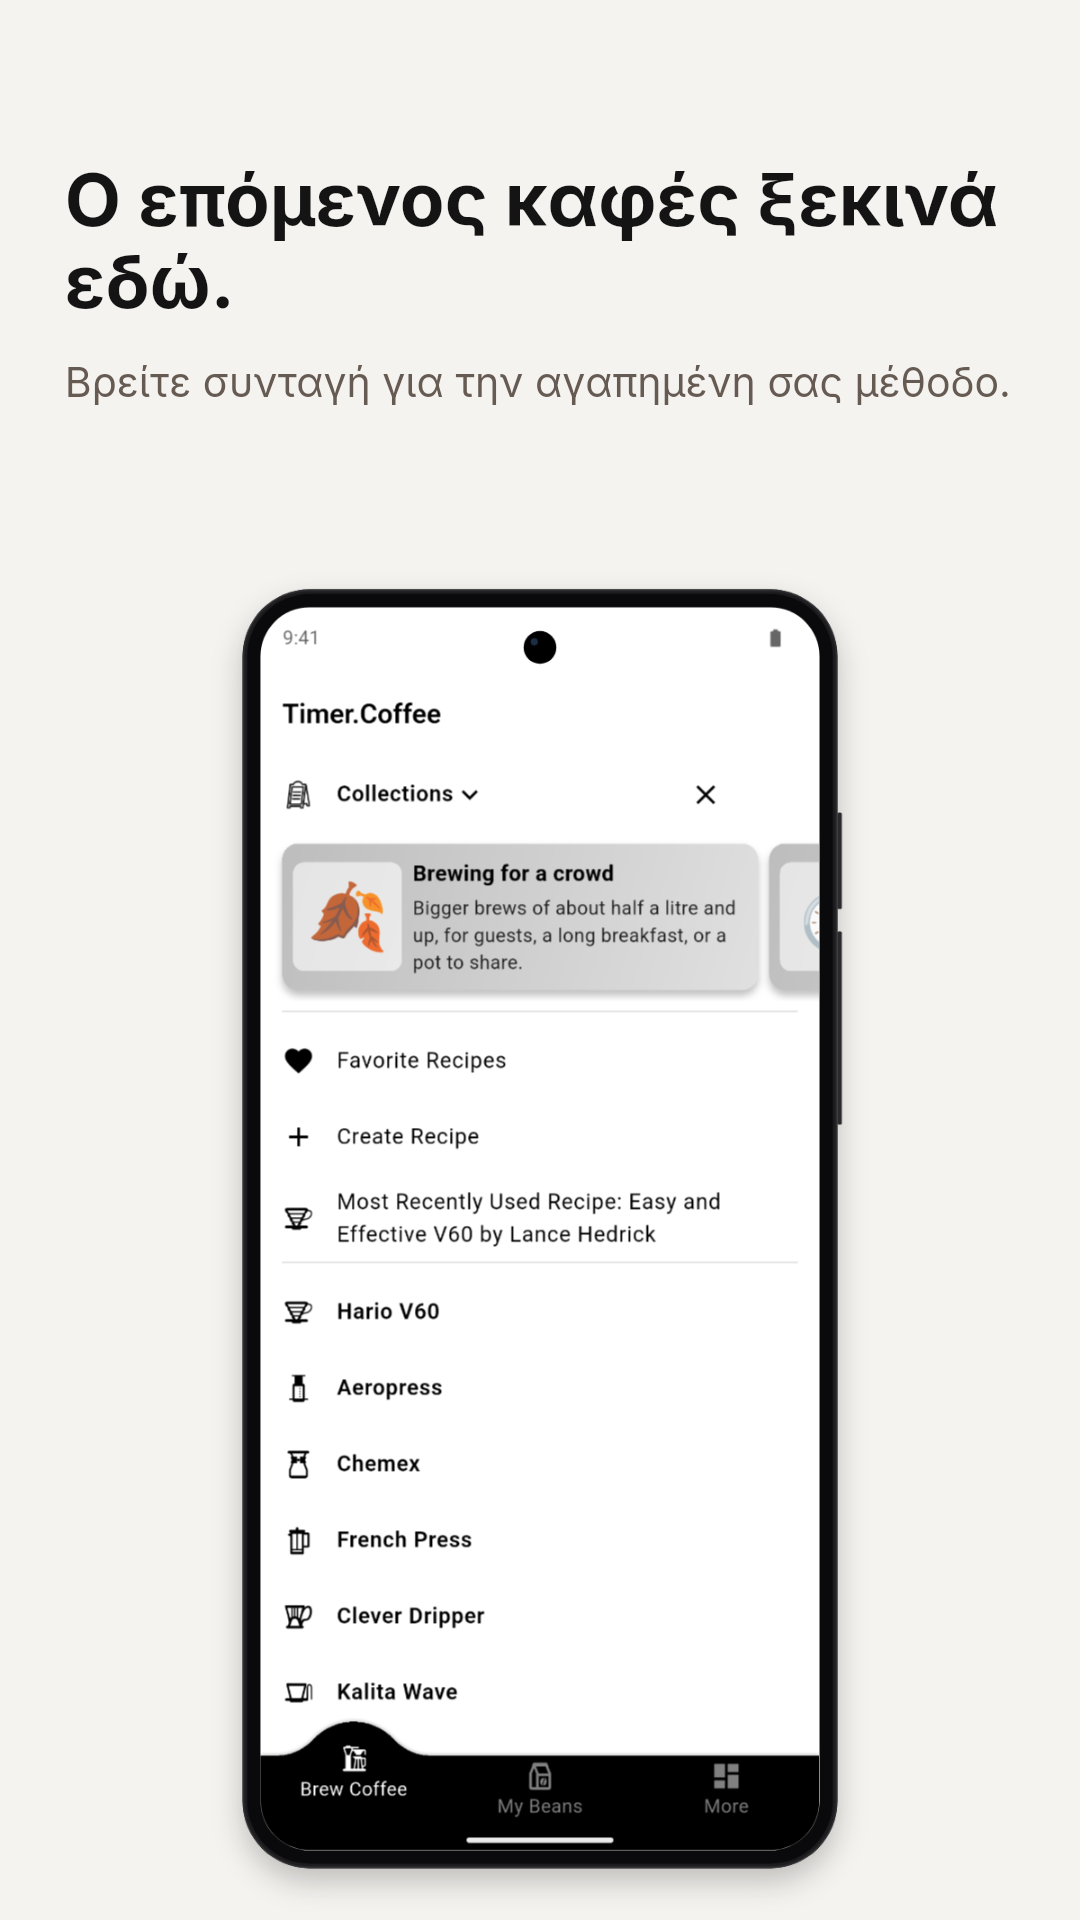 Ο επόμενος καφές ξεκινά
εδώ.
Βρείτε συνταγή για την αγαπημένη σας μέθοδο.
9:41
Timer.Coffee
Collections
Brewing for a crowd
Bigger brews of about half a litre and
up, for guests, a long breakfast, or a
pot to share.
Favorite Recipes
Create Recipe
Most Recently Used Recipe: Easy and
Effective V60 by Lance Hedrick
Hario V60
Aeropress
Chemex
French Press
Clever Dripper
Kalita Wave
Brew Coffee
My Beans
More